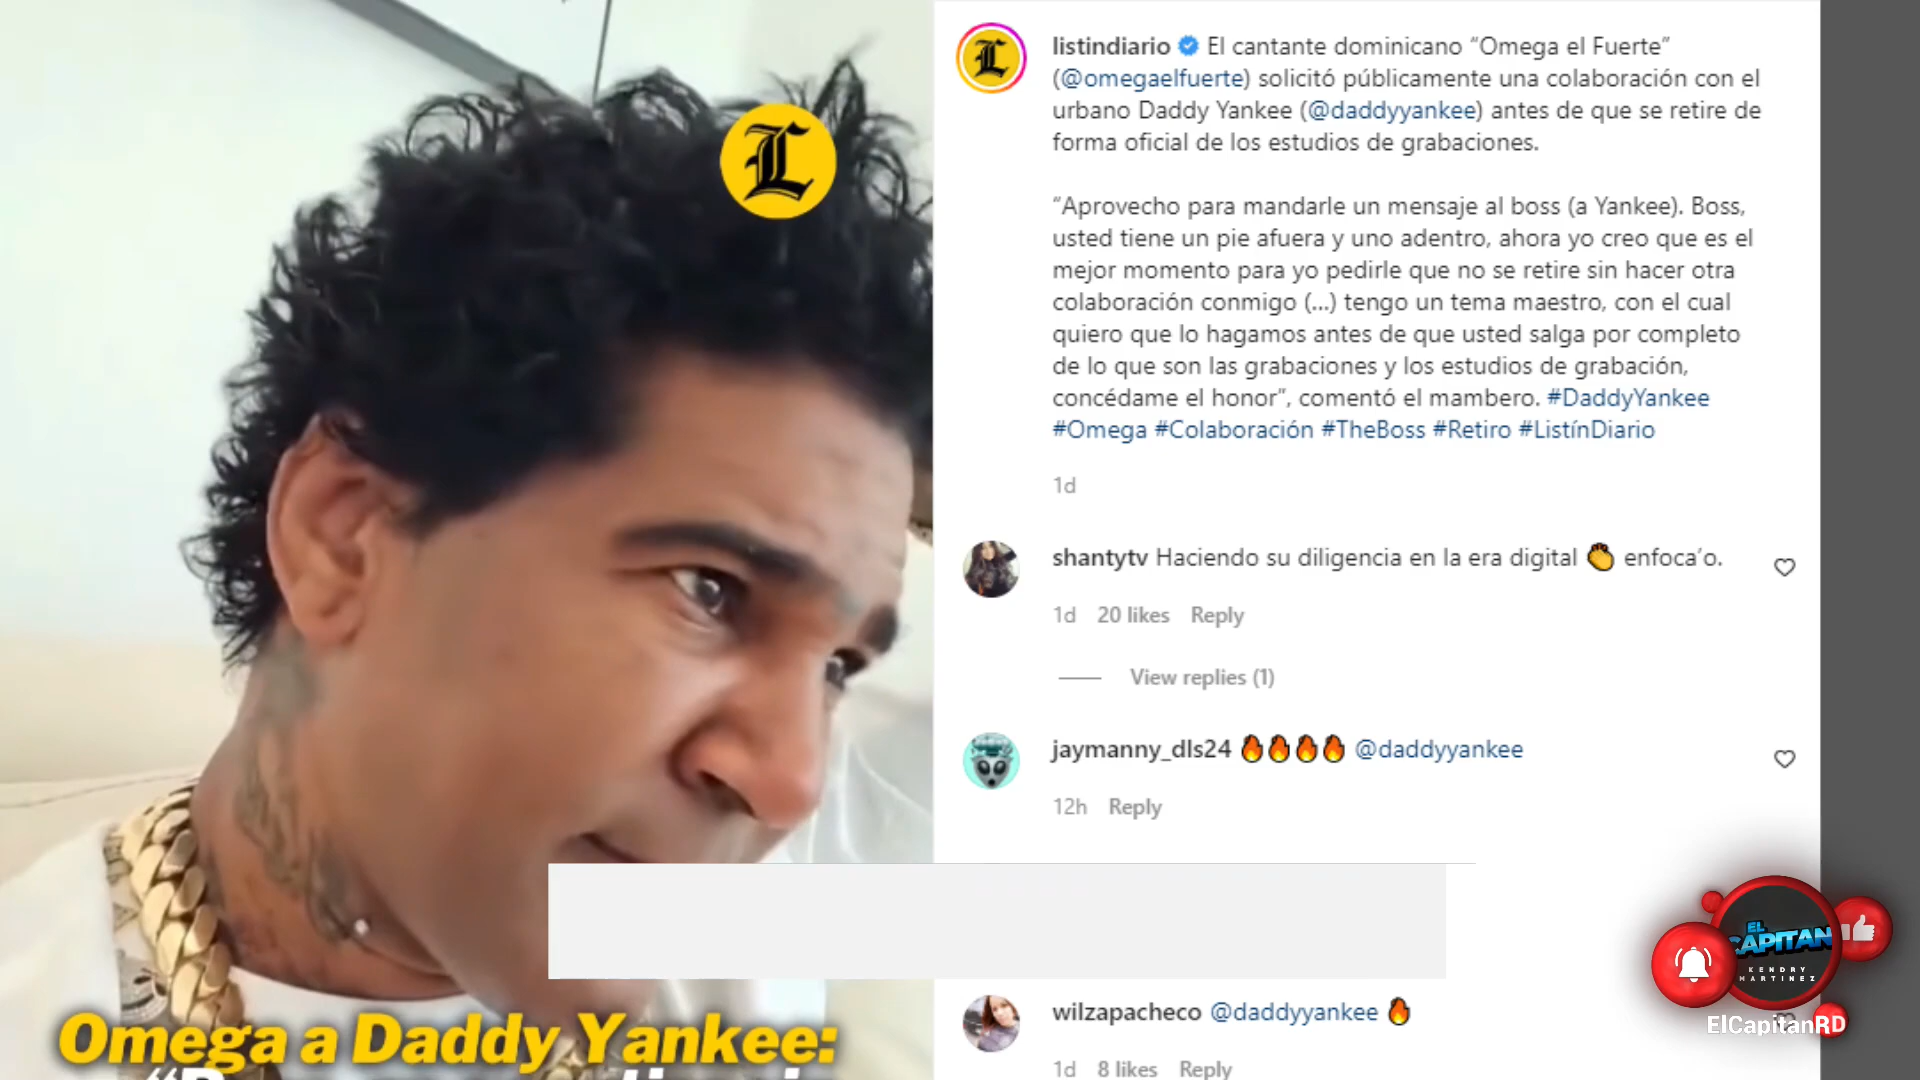 L
Omega a Daddy Yankee:
L
listindiario El cantante dominicano “Omega el Fuerte”
(@omegaelfuerte) solicitó públicamente una colaboración con el
urbano Daddy Yankee (@daddyyankee) antes de que se retire de
forma oficial de los estudios de grabaciones.
“Aprovecho para mandarle un mensaje al boss (a Yankee). Boss,
usted tiene un pie afuera y uno adentro, ahora yo creo que es el
mejor momento para yo pedirle que no se retire sin hacer otra
colaboración conmigo (...) tengo un tema maestro, con el cual
quiero que lo hagamos antes de que usted salga por completo
de lo que son las grabaciones y los estudios de grabación,
concédame el honor”, comentó el mambero. #DaddyYankee
#Omega #Colaboración #TheBoss #Retiro #ListínDiario
1d
shantytv Haciendo su diligencia en la era digital 👏 enfoca’o.
1d 20 likes Reply
View replies (1)
jaymanny_dls24 🔥🔥🔥🔥 @daddyyankee
12h Reply
wilzapacheco @daddyyankee 🔥
1d 8 likes Reply
EL
CAPITAN
KENDRY
MARTINEZ
ElCapitanRD